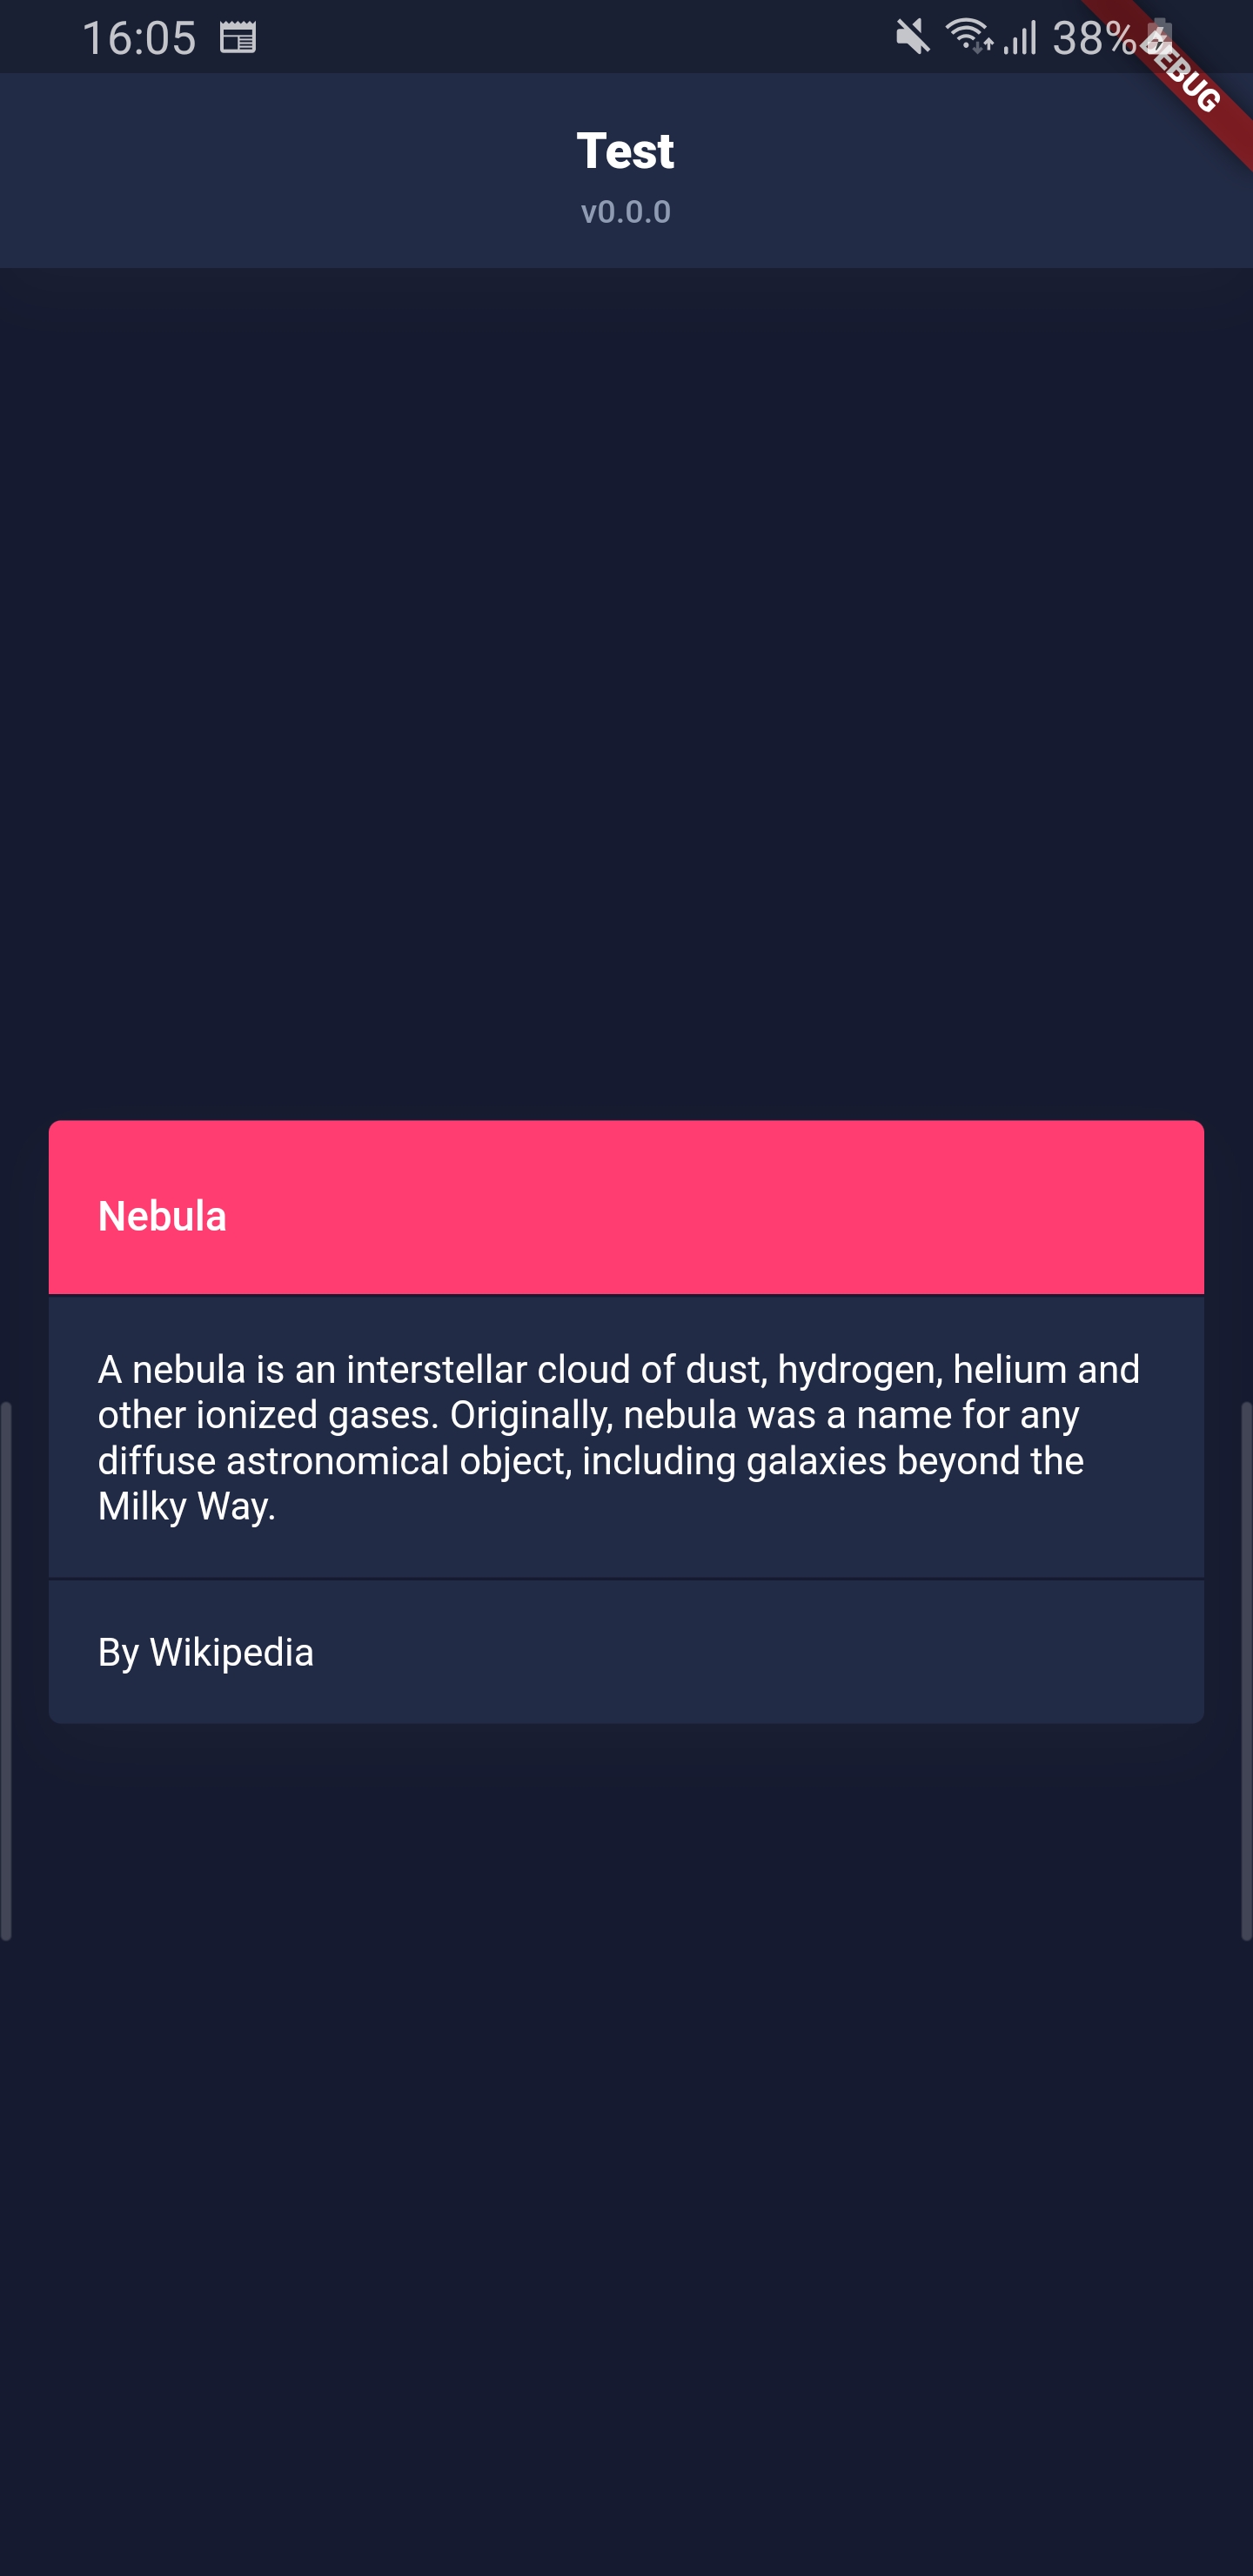 16:05 38%
DEBUG
Test
v0.0.0
Nebula
A nebula is an interstellar cloud of dust, hydrogen, helium and
other ionized gases. Originally, nebula was a name for any
diffuse astronomical object, including galaxies beyond the
Milky Way.
By Wikipedia